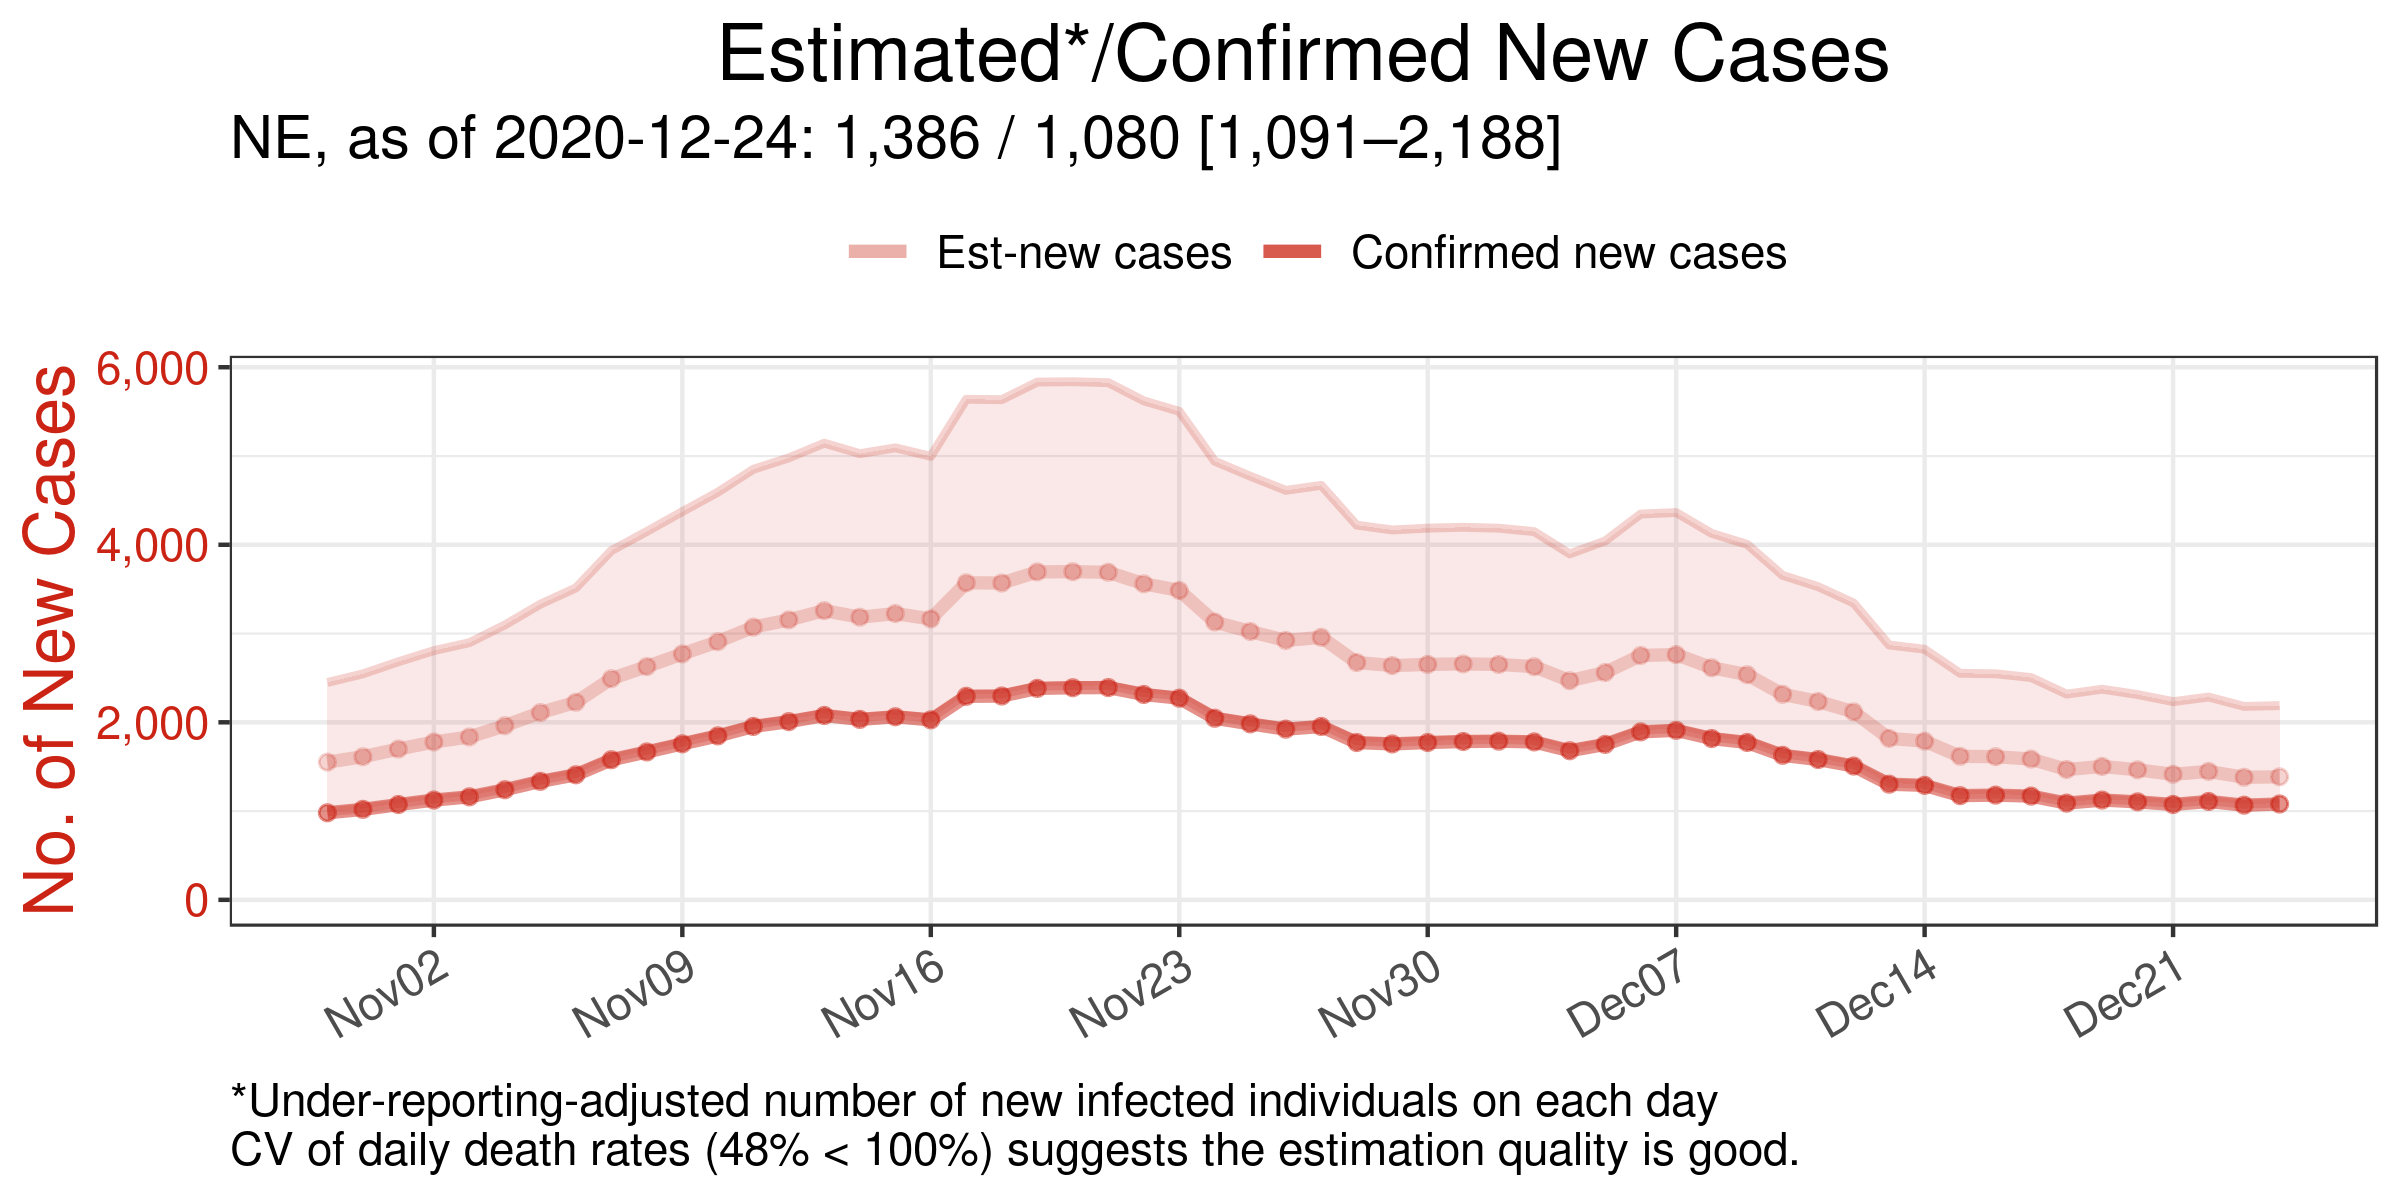 Estimated*/Confirmed New Cases
NE, as of 2020-12-24: 1,386 / 1,080 [1,091–2,188]
Est-new cases
Confirmed new cases
No. of New Cases
6,000
4,000
2,000
0
Nov02
Nov09
Nov16
Nov23
Nov30
Dec07
Dec14
Dec21
*Under-reporting-adjusted number of new infected individuals on each day
CV of daily death rates (48% < 100%) suggests the estimation quality is good.